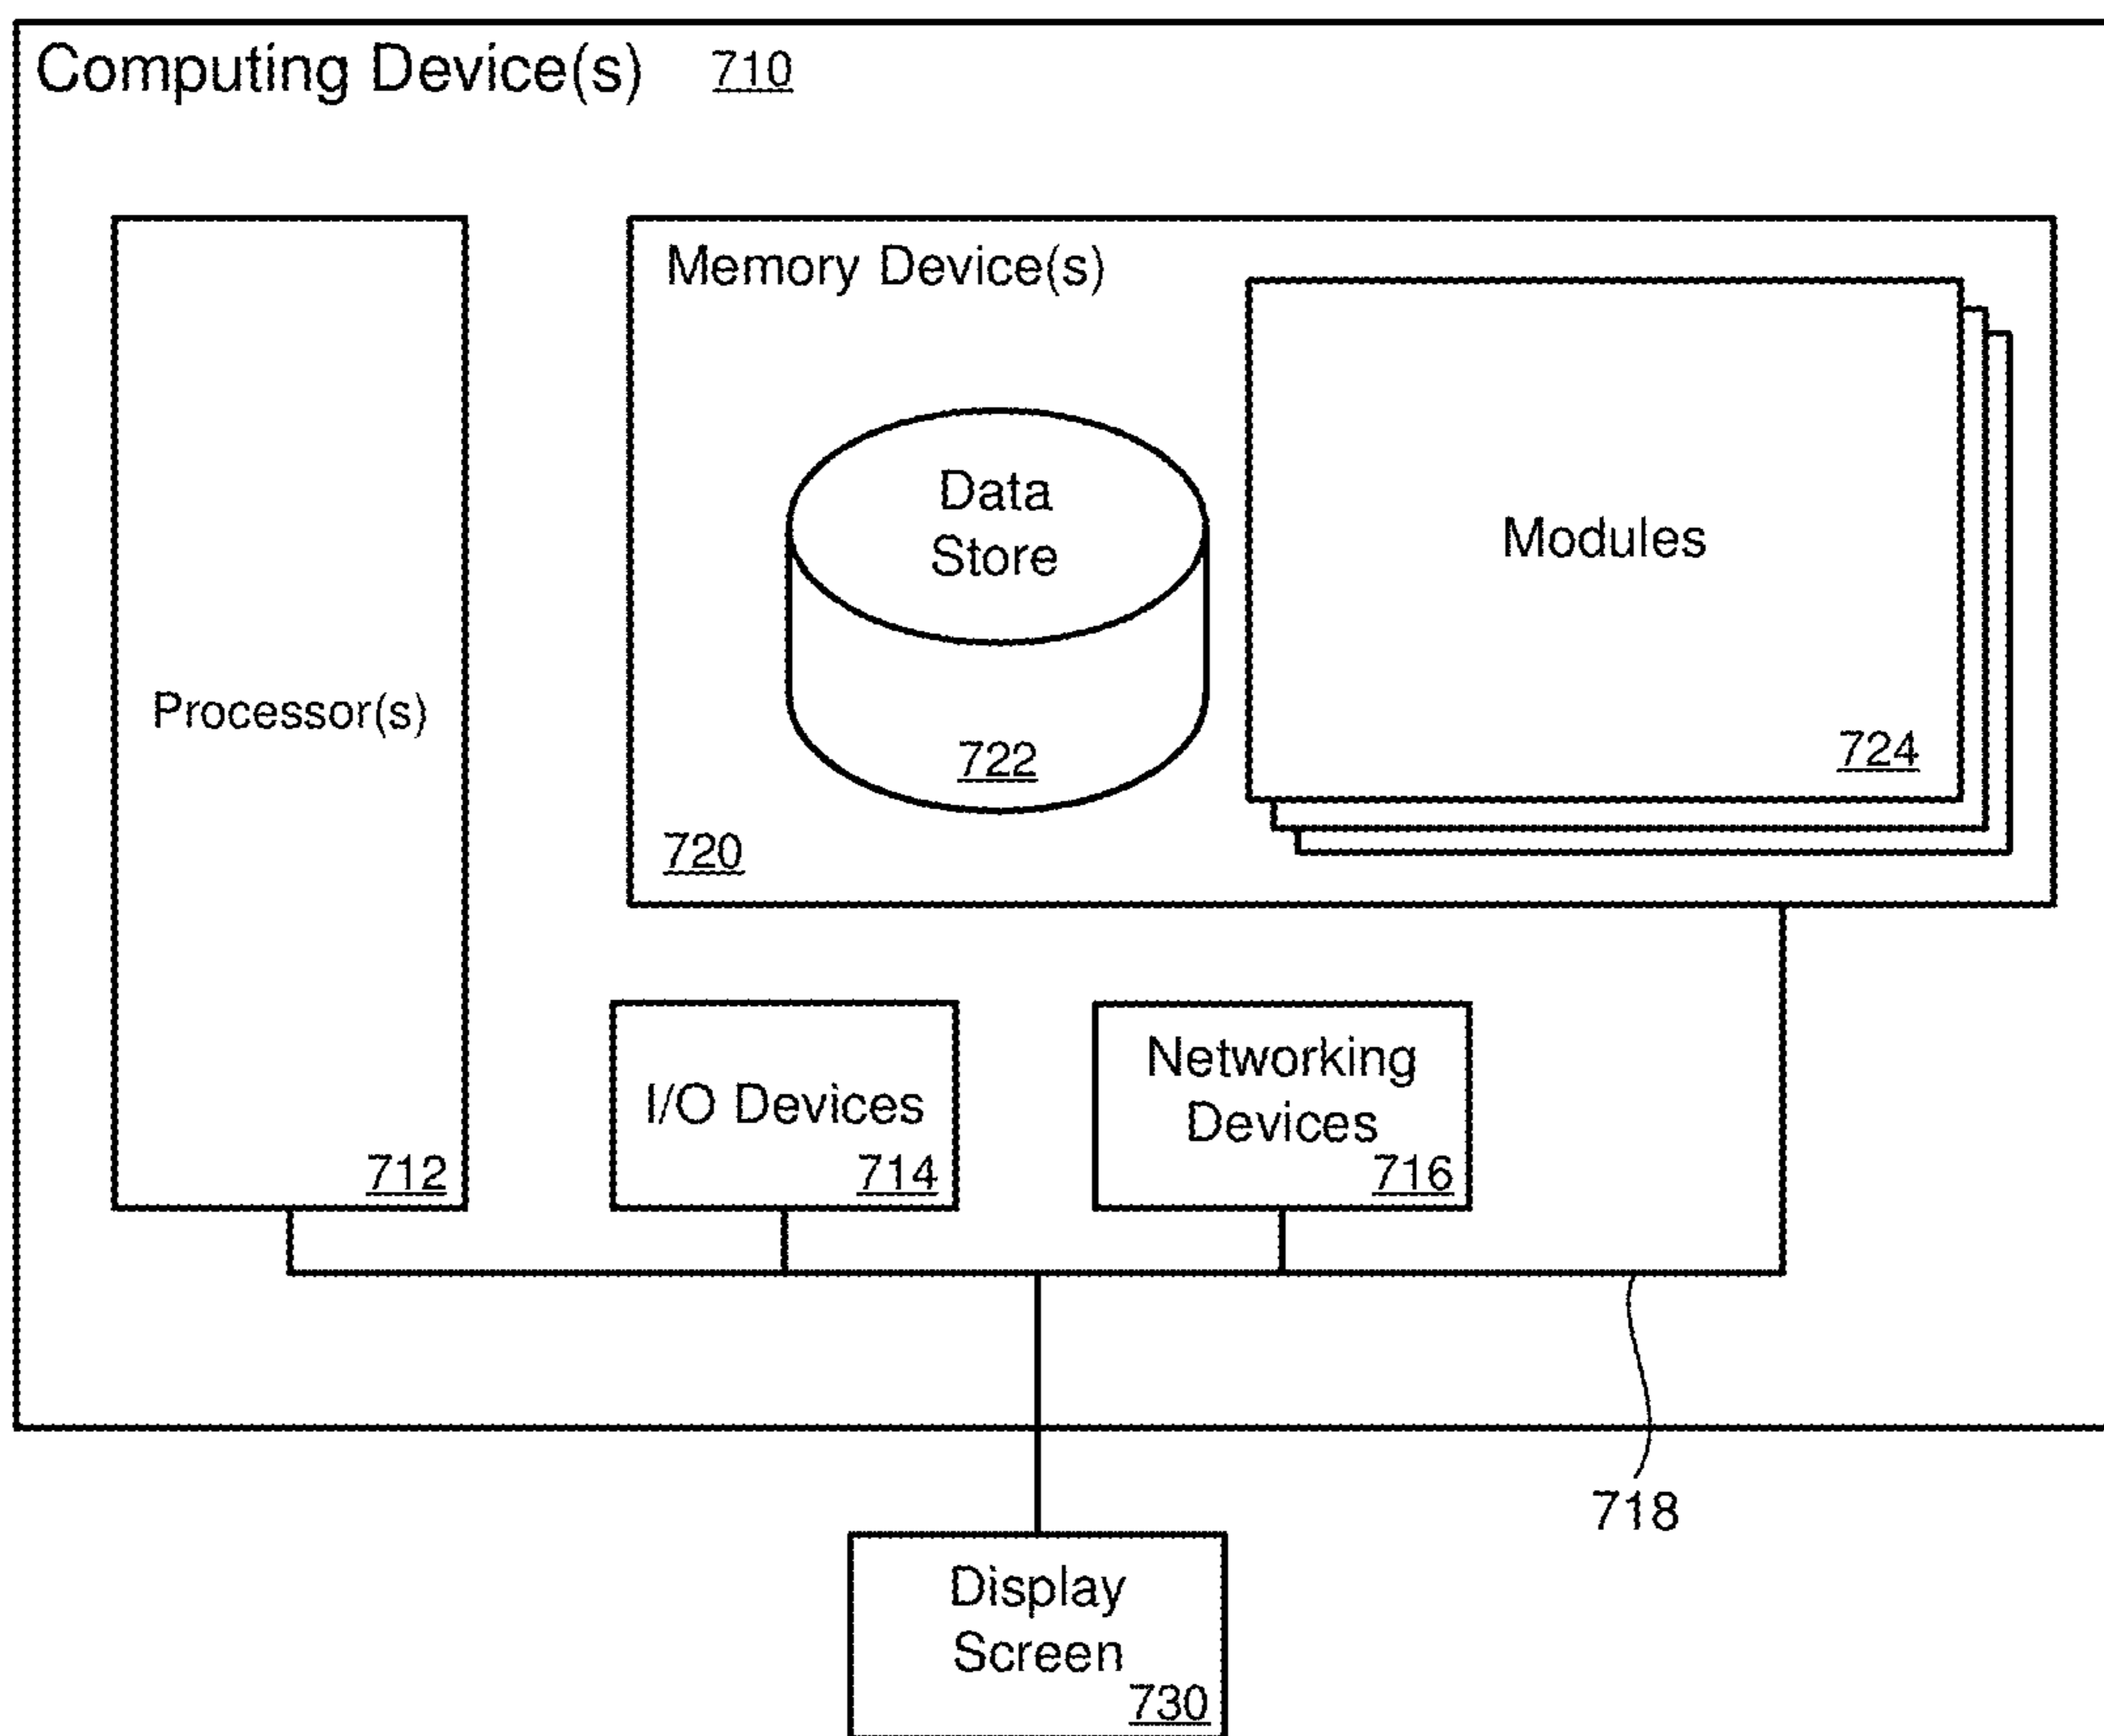 Computing Device(s) 710
Memory Device(s)
Data
Store
Modules
Processor(s)
722
724
720
I/O Devices
Networking
Devices
712
714
716
718
Display
Screen
730